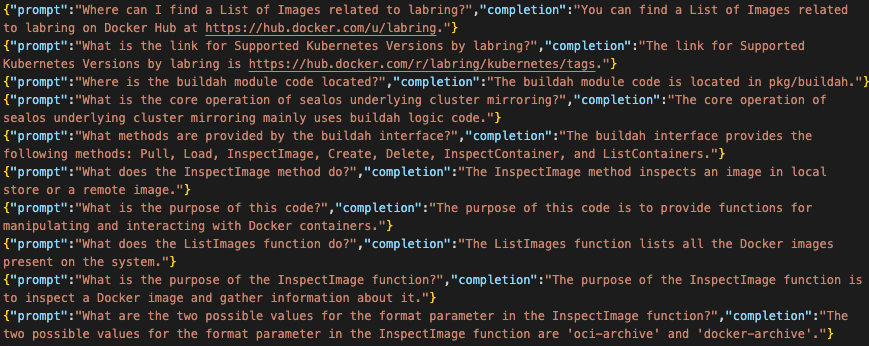 {"prompt":"Where can I find a List of Images related to labring?","completion":"You can find a List of Images related
to labring on Docker Hub at https://hub.docker.com/u/labring."}
{"prompt":"What is the link for Supported Kubernetes Versions by labring?","completion":"The link for Supported
Kubernetes Versions by labring is https://hub.docker.com/r/labring/kubernetes/tags."}
{"prompt":"Where is the buildah module code located?","completion":"The buildah module code is located in pkg/buildah."}
{"prompt":"What is the core operation of sealos underlying cluster mirroring?","completion":"The core operation of
sealos underlying cluster mirroring mainly uses buildah logic code."}
{"prompt":"What methods are provided by the buildah interface?","completion":"The buildah interface provides the
following methods: Pull, Load, InspectImage, Create, Delete, InspectContainer, and ListContainers."}
{"prompt":"What does the InspectImage method do?","completion":"The InspectImage method inspects an image in local
store or a remote image."}
{"prompt":"What is the purpose of this code?","completion":"The purpose of this code is to provide functions for
manipulating and interacting with Docker containers."}
{"prompt":"What does the ListImages function do?","completion":"The ListImages function lists all the Docker images
present on the system."}
{"prompt":"What is the purpose of the InspectImage function?","completion":"The purpose of the InspectImage function is
to inspect a Docker image and gather information about it."}
{"prompt":"What are the two possible values for the format parameter in the InspectImage function?","completion":"The
two possible values for the format parameter in the InspectImage function are 'oci-archive' and 'docker-archive'."}